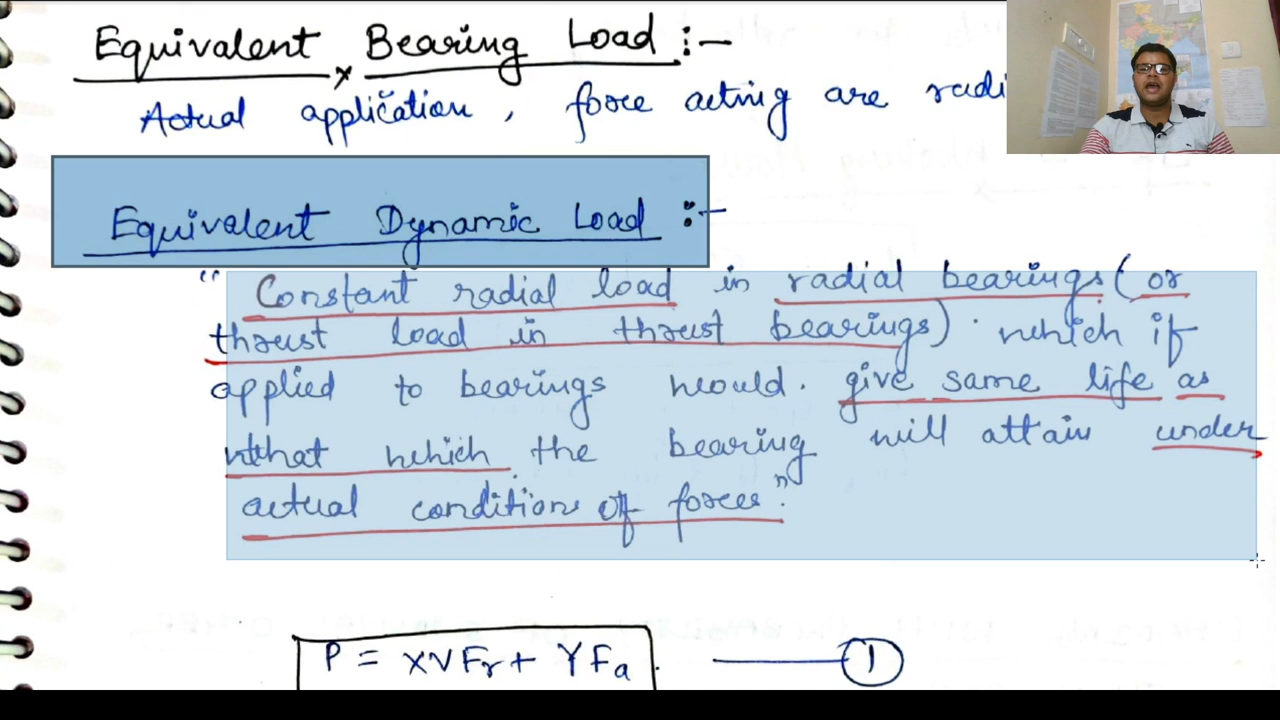 Equivalent Bearing Load :-
Actual application, force acting are radi
Equivalent Dynamic Load :-
"Constant radial load in radial bearings (or
thrust load in thrust bearings) which if
applied to bearings would give same life as
that which the bearing will attain under
actual conditions of forces."
P = XVFr + YFa ——— 1